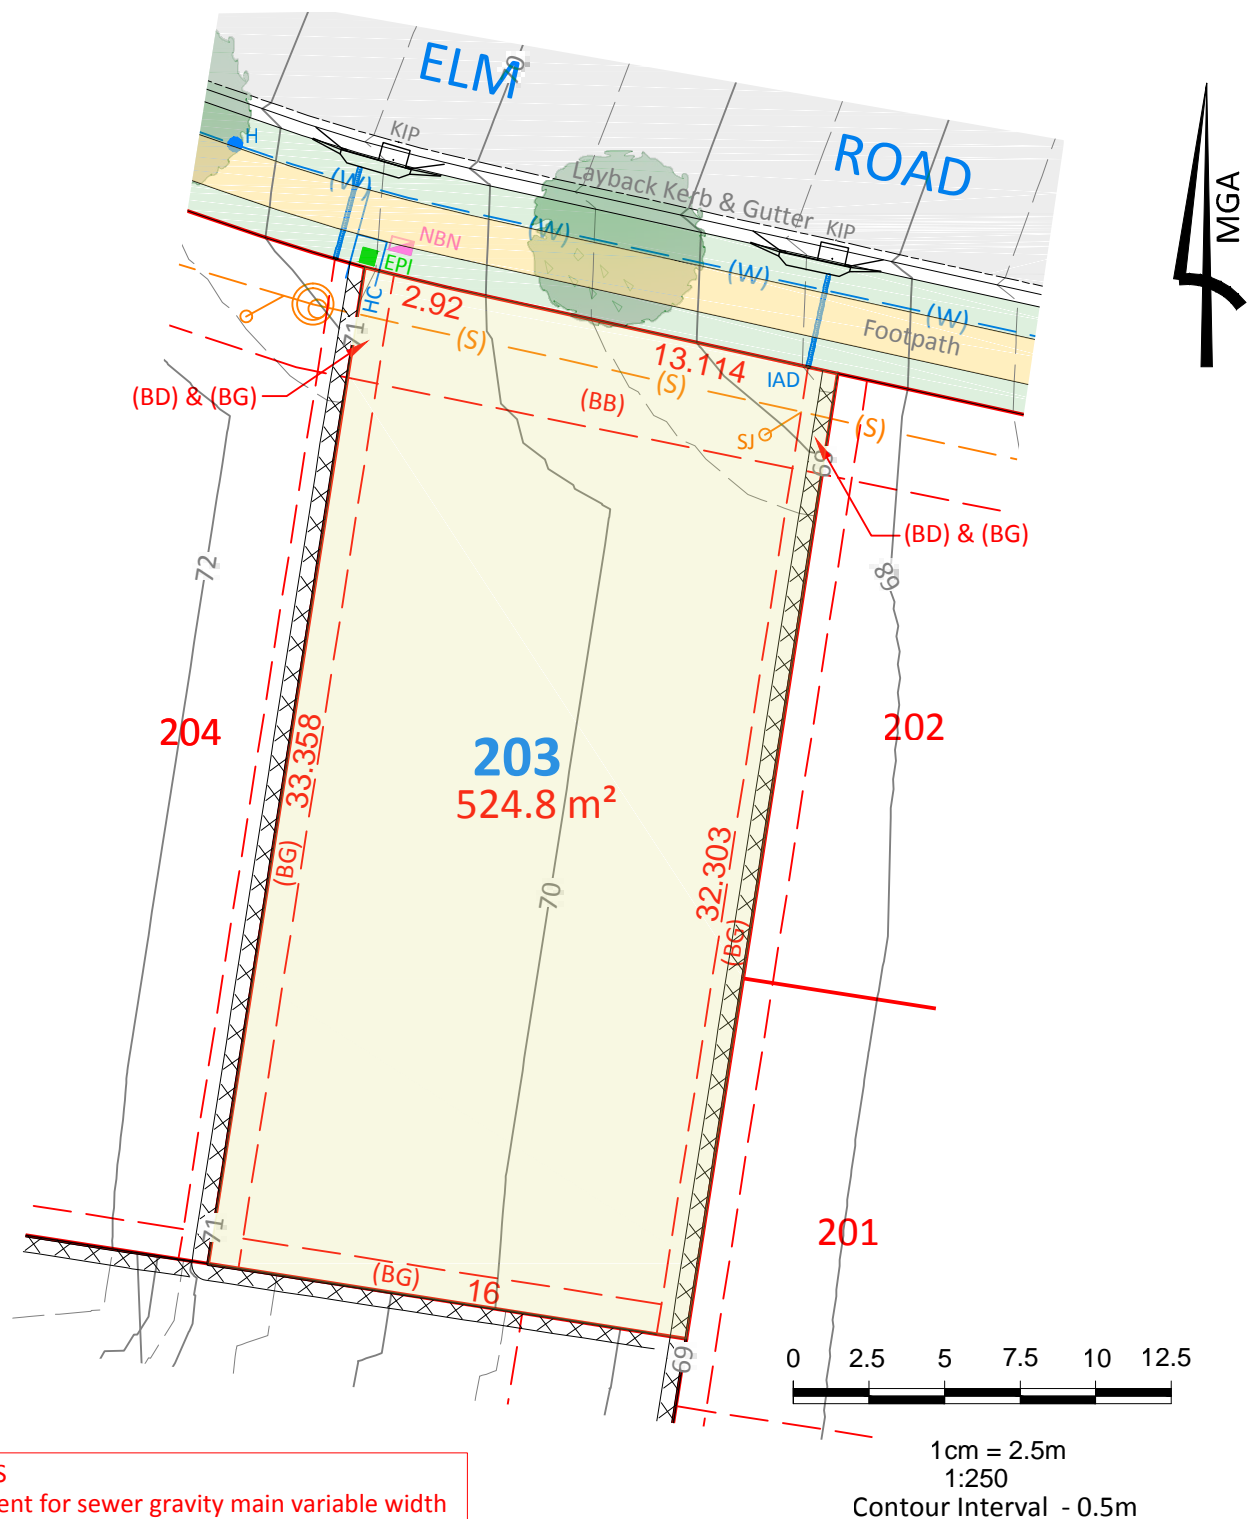 ELM
70
ROAD
MGA
H
KIP
(W)
Layback Kerb & Gutter
KIP
(W)
NBN
EPI
(W)
HC
2.92
(W)
Footpath
71
(S)
13.114
(S)
IAD
(BD) & (BG)
(BB)
SJ
(S)
69
(BD) & (BG)
72
68
204
33.358
203
524.8 m²
202
(BG)
32.303
70
(BG)
71
201
(BG)
16
69
0 2.5 5 7.5 10 12.5
1cm = 2.5m
1:250
Contour Interval - 0.5m
S
ent for sewer gravity main variable width